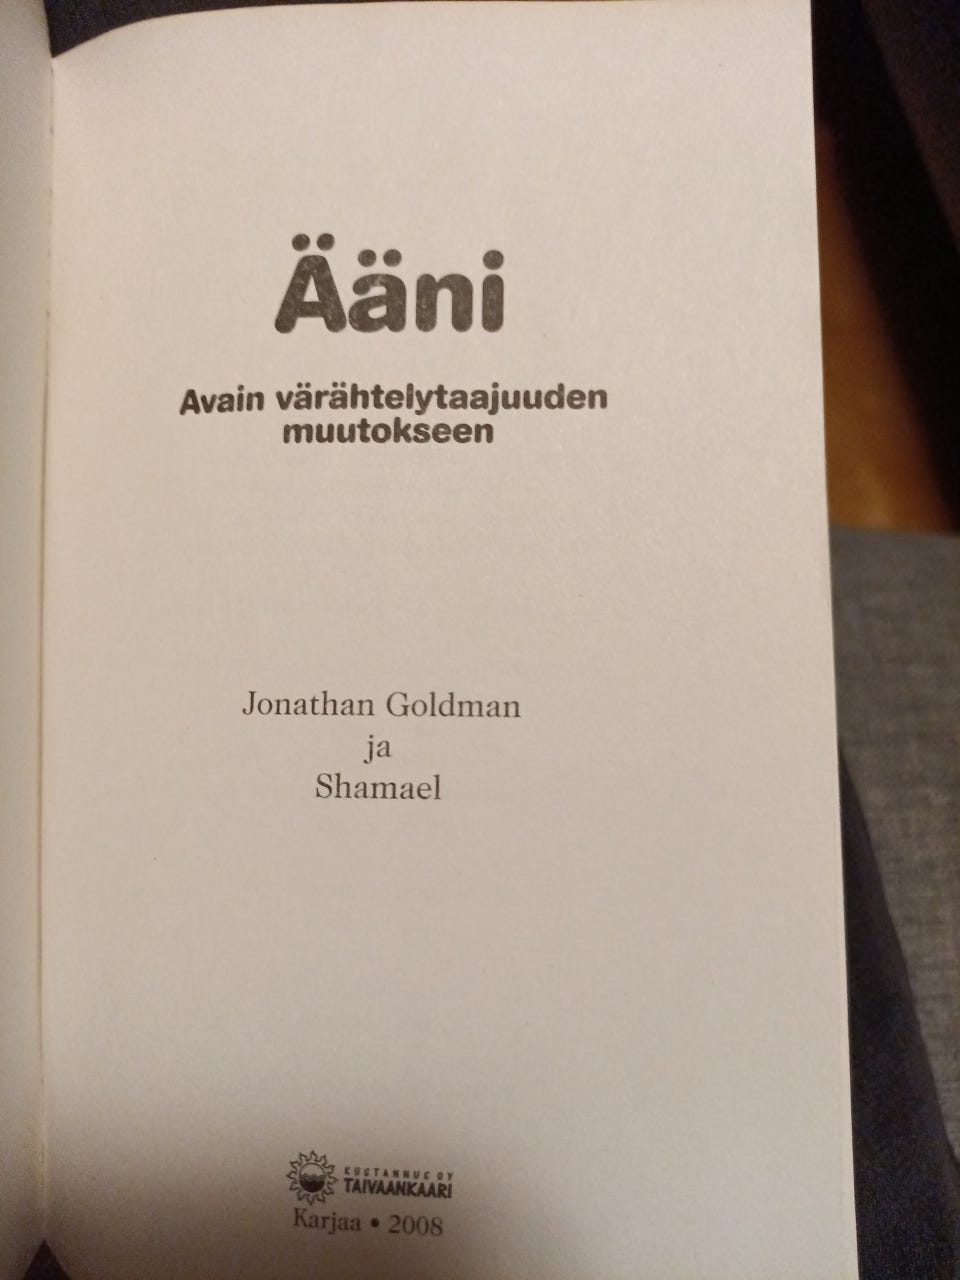 Ääni
Avain värähtelytaajuuden
muutokseen
Jonathan Goldman
ja
Shamael
KUSTANNUS OY
TAIVAANKAARI
Karjaa • 2008